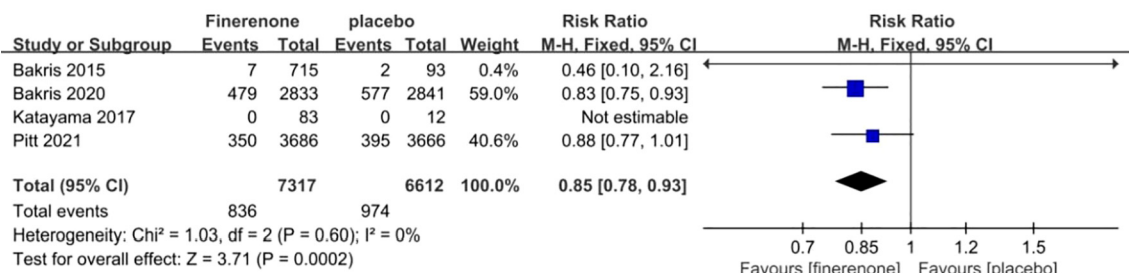 Finerenone placebo Risk Ratio Risk Ratio
Study or Subgroup Events Total Events Total Weight M-H, Fixed, 95% CI M-H, Fixed, 95% CI
Bakris 2015 7 715 2 93 0.4% 0.46 [0.10, 2.16]
Bakris 2020 479 2833 577 2841 59.0% 0.83 [0.75, 0.93]
Katayama 2017 0 83 0 12 Not estimable
Pitt 2021 350 3686 395 3666 40.6% 0.88 [0.77, 1.01]
Total (95% CI) 7317 6612 100.0% 0.85 [0.78, 0.93]
Total events 836 974
Heterogeneity: Chi² = 1.03, df = 2 (P = 0.60); I² = 0%
Test for overall effect: Z = 3.71 (P = 0.0002)
0.7 0.85 1 1.2 1.5
Favours [finerenone] Favours [placebo]